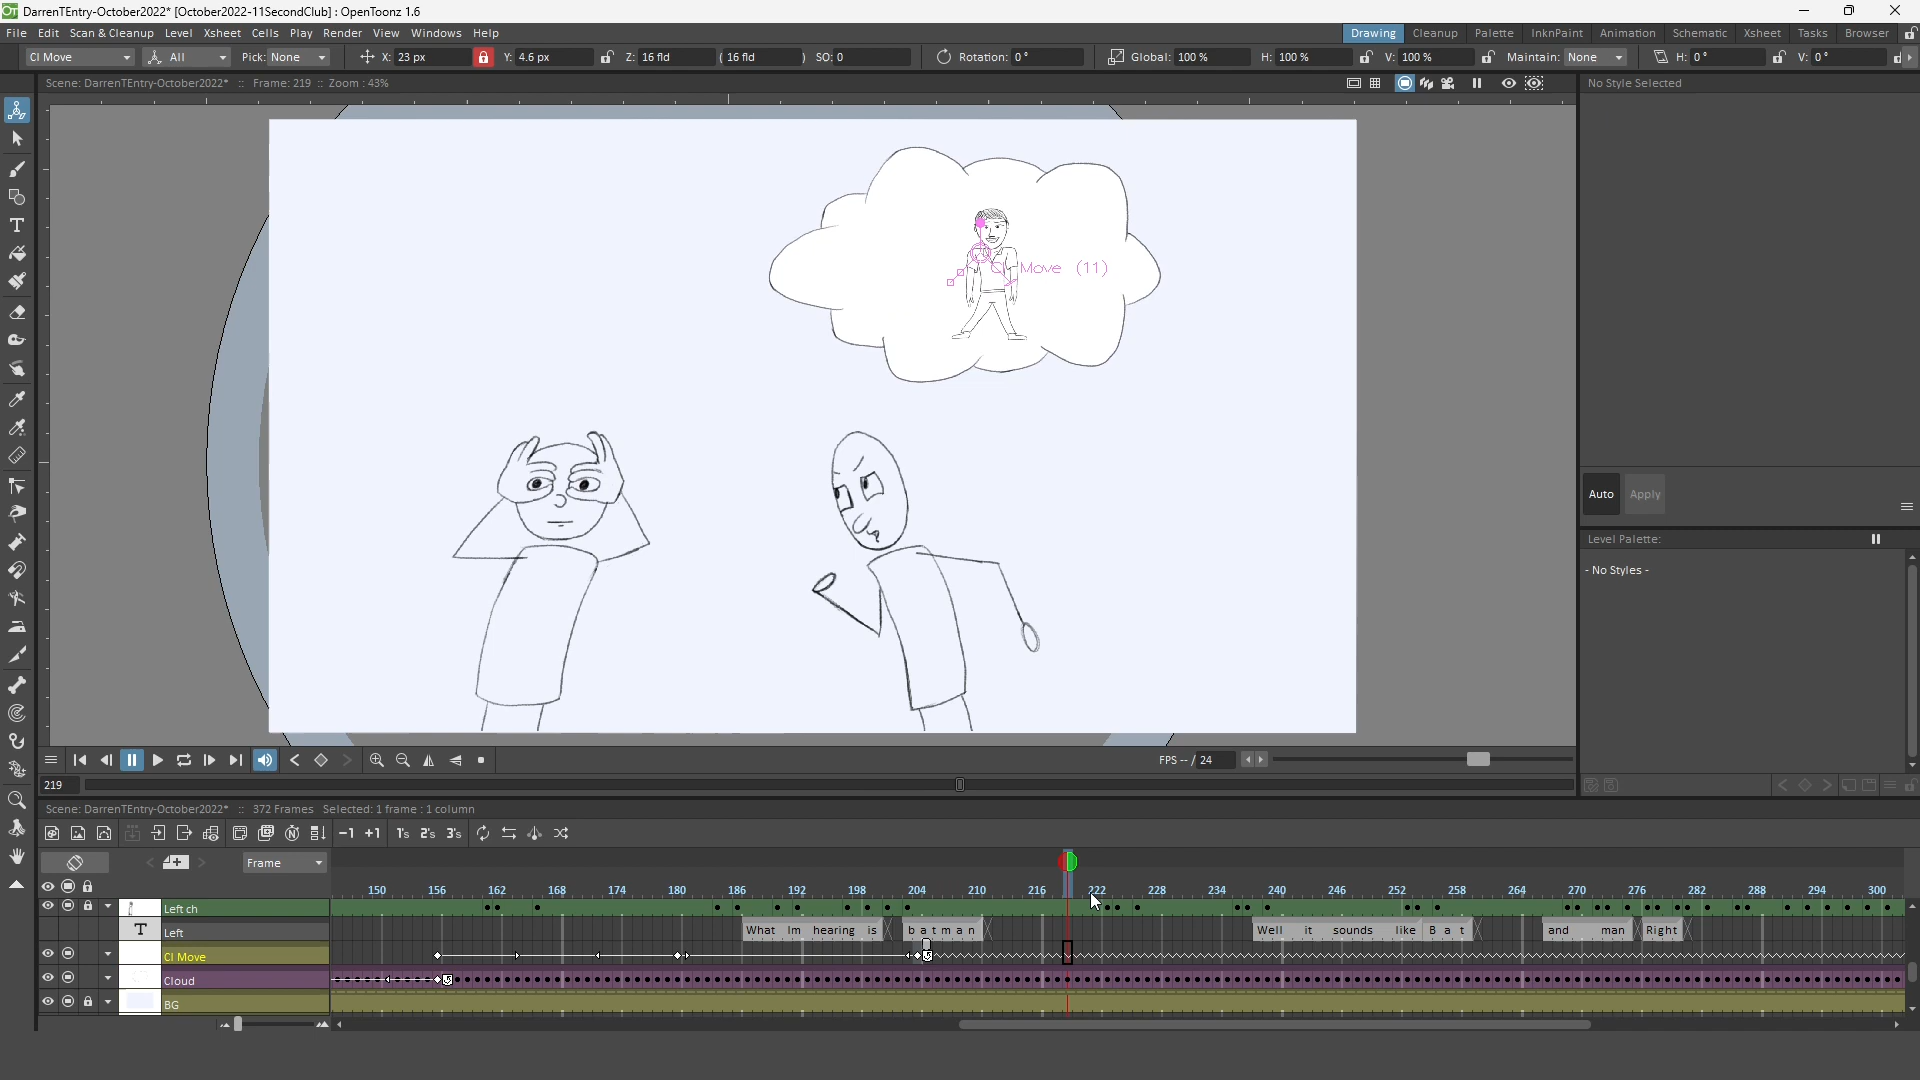 DarrenTEntry-October2022* [October2022-11SecondClub] : OpenToonz 1.6
File Edit Scan & Cleanup Level Xsheet Cells Play Render View Windows Help
Drawing Cleanup Palette InknPaint Animation Schematic Xsheet Tasks Browser
Cl Move All Pick: None X: 23 px Y: 4.6 px Z: 16 fld ( 16 fld ) SO: 0 Rotation: 0° Global: 100 % H: 100 % V: 100 % Maintain: None H: 0° V: 0°
Scene: DarrenTEntry-October2022* :: Frame: 219 :: Zoom : 43%
No Style Selected
Move (11)
Auto Apply
Level Palette:
- No Styles -
FPS -- / 24
219
Scene: DarrenTEntry-October2022* :: 372 Frames Selected: 1 frame : 1 column
-1 +1 1's 2's 3's
Frame
150 156 162 168 174 180 186 192 198 204 210 216 222 228 234 240 246 252 258 264 270 276 282 288 294 300
Left ch
T Left What Im hearing is b a t m a n Well it sounds like B a t and man Right
Cl Move
Cloud
BG